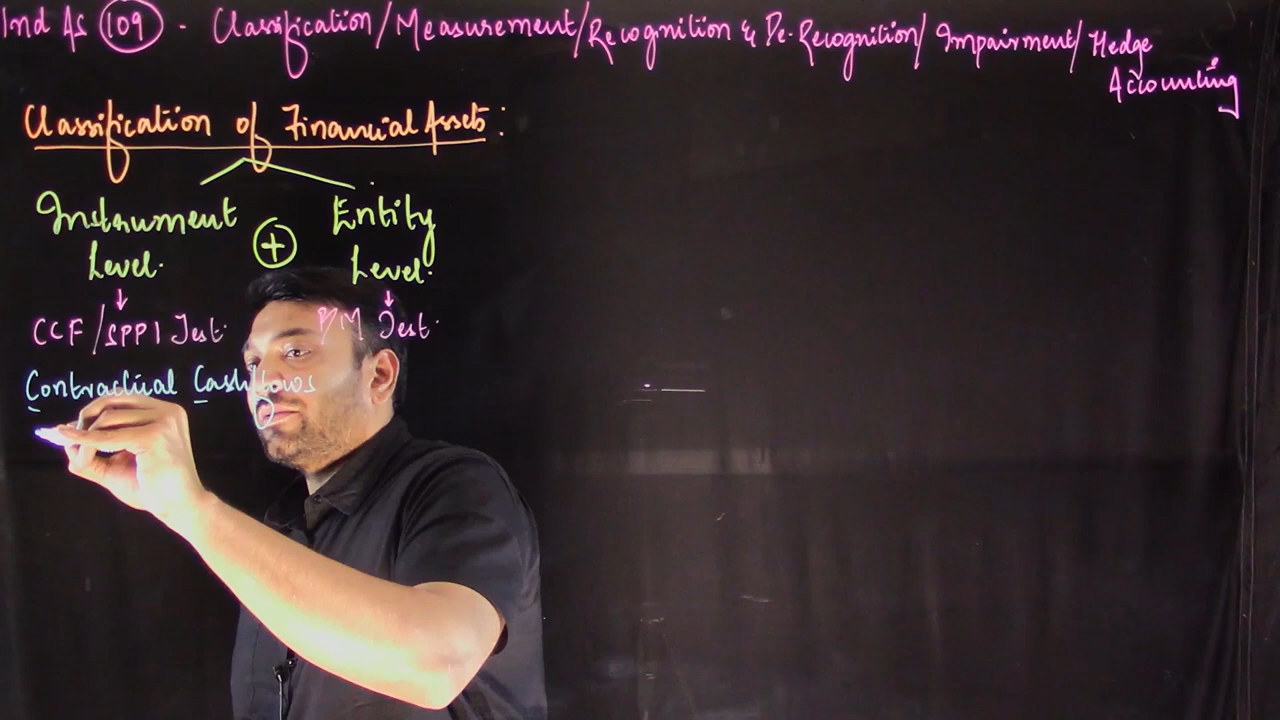 Ind As 109 - Classification/Measurement/Recognition & De-Recognition/Impairment/Hedge
Accounting
Classification of Financial Assets:
Instrument Level.
+
Entity Level.
CCF/SPPI Test.
BM Test.
Contractual Cashflows